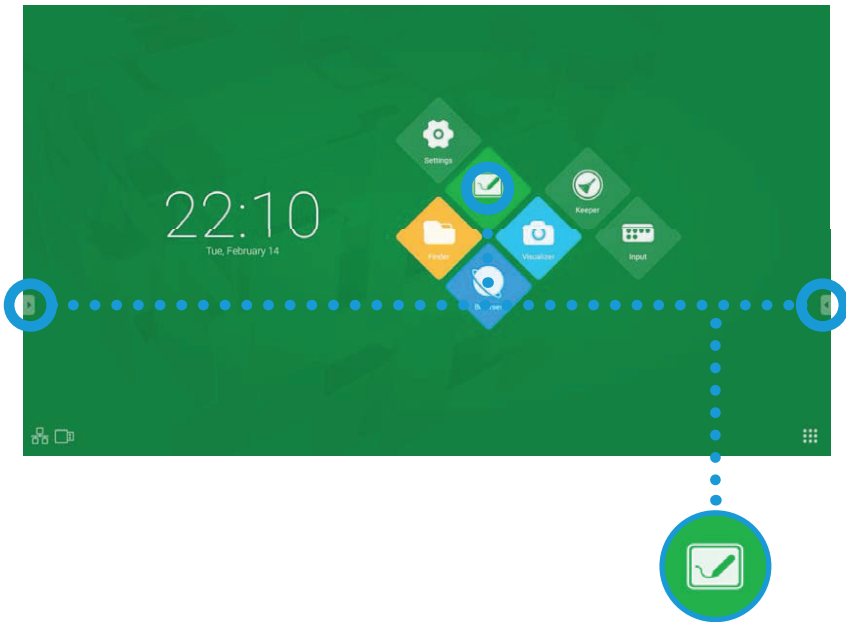 Settings
22:10
Tue, February 14
Keeper
Finder
Visualizer
Input